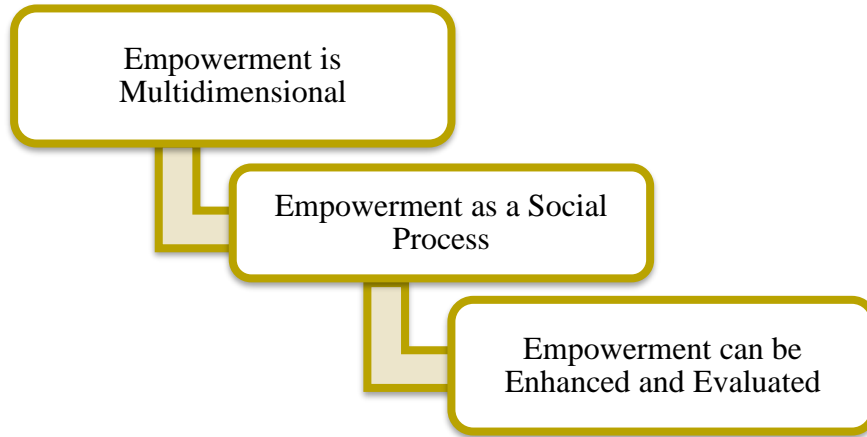 Empowerment is
Multidimensional
Empowerment as a Social
Process
Empowerment can be
Enhanced and Evaluated